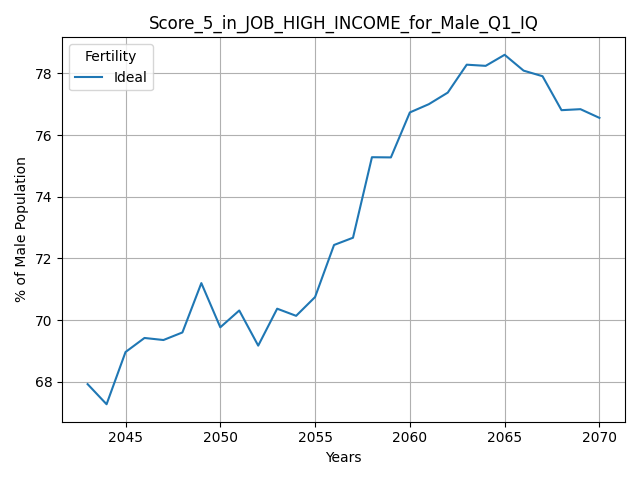 Score_5_in_JOB_HIGH_INCOME_for_Male_Q1_IQ
Fertility
Ideal
% of Male Population
78
76
74
72
70
68
2045 2050 2055 2060 2065 2070
Years